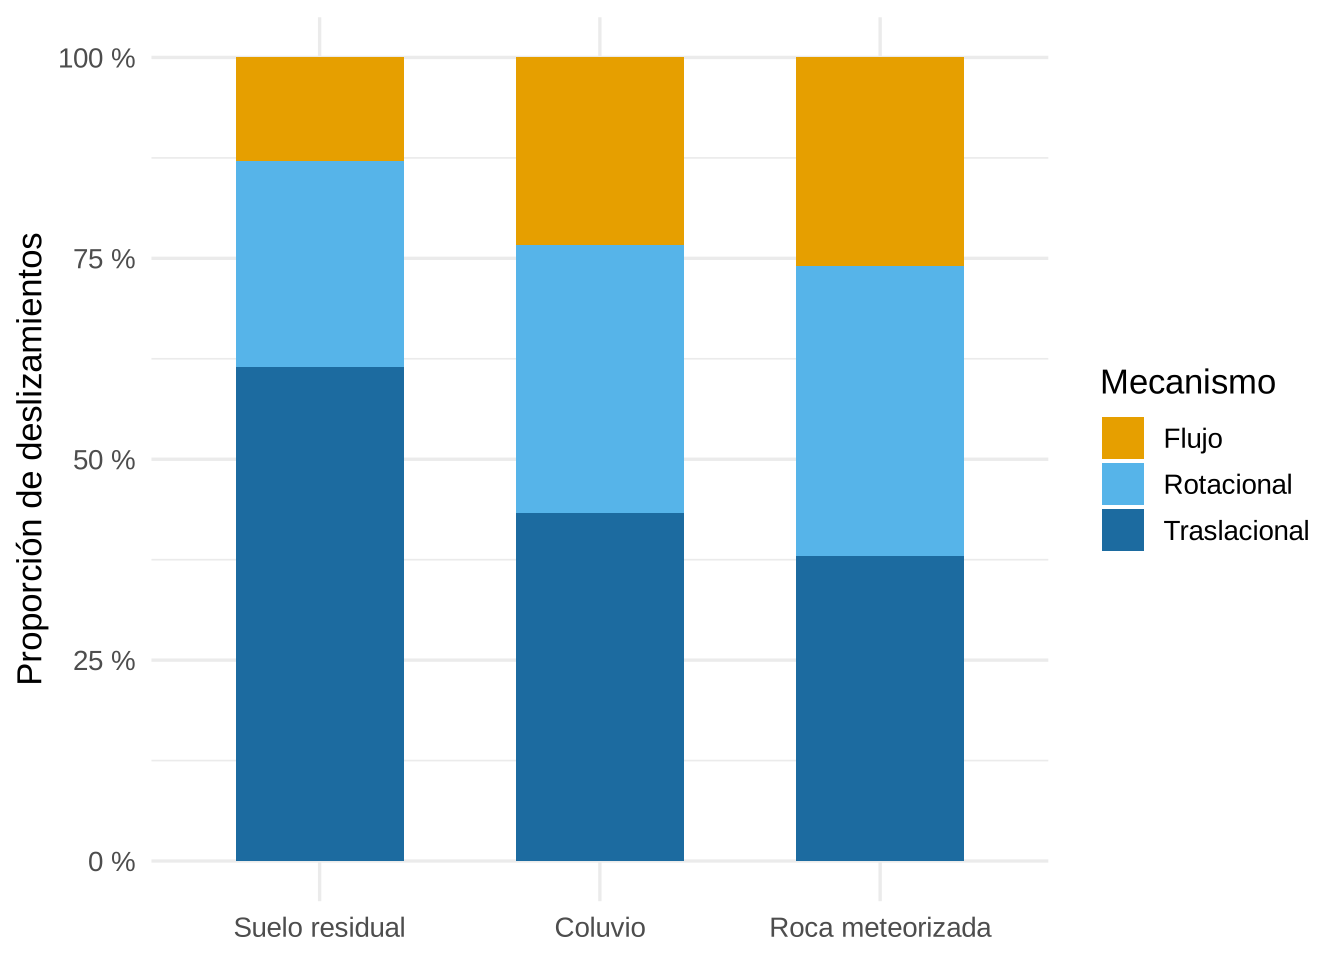 Proporción de deslizamientos
100 %
75 %
50 %
25 %
0 %
Suelo residual
Coluvio
Roca meteorizada
Mecanismo
Flujo
Rotacional
Traslacional